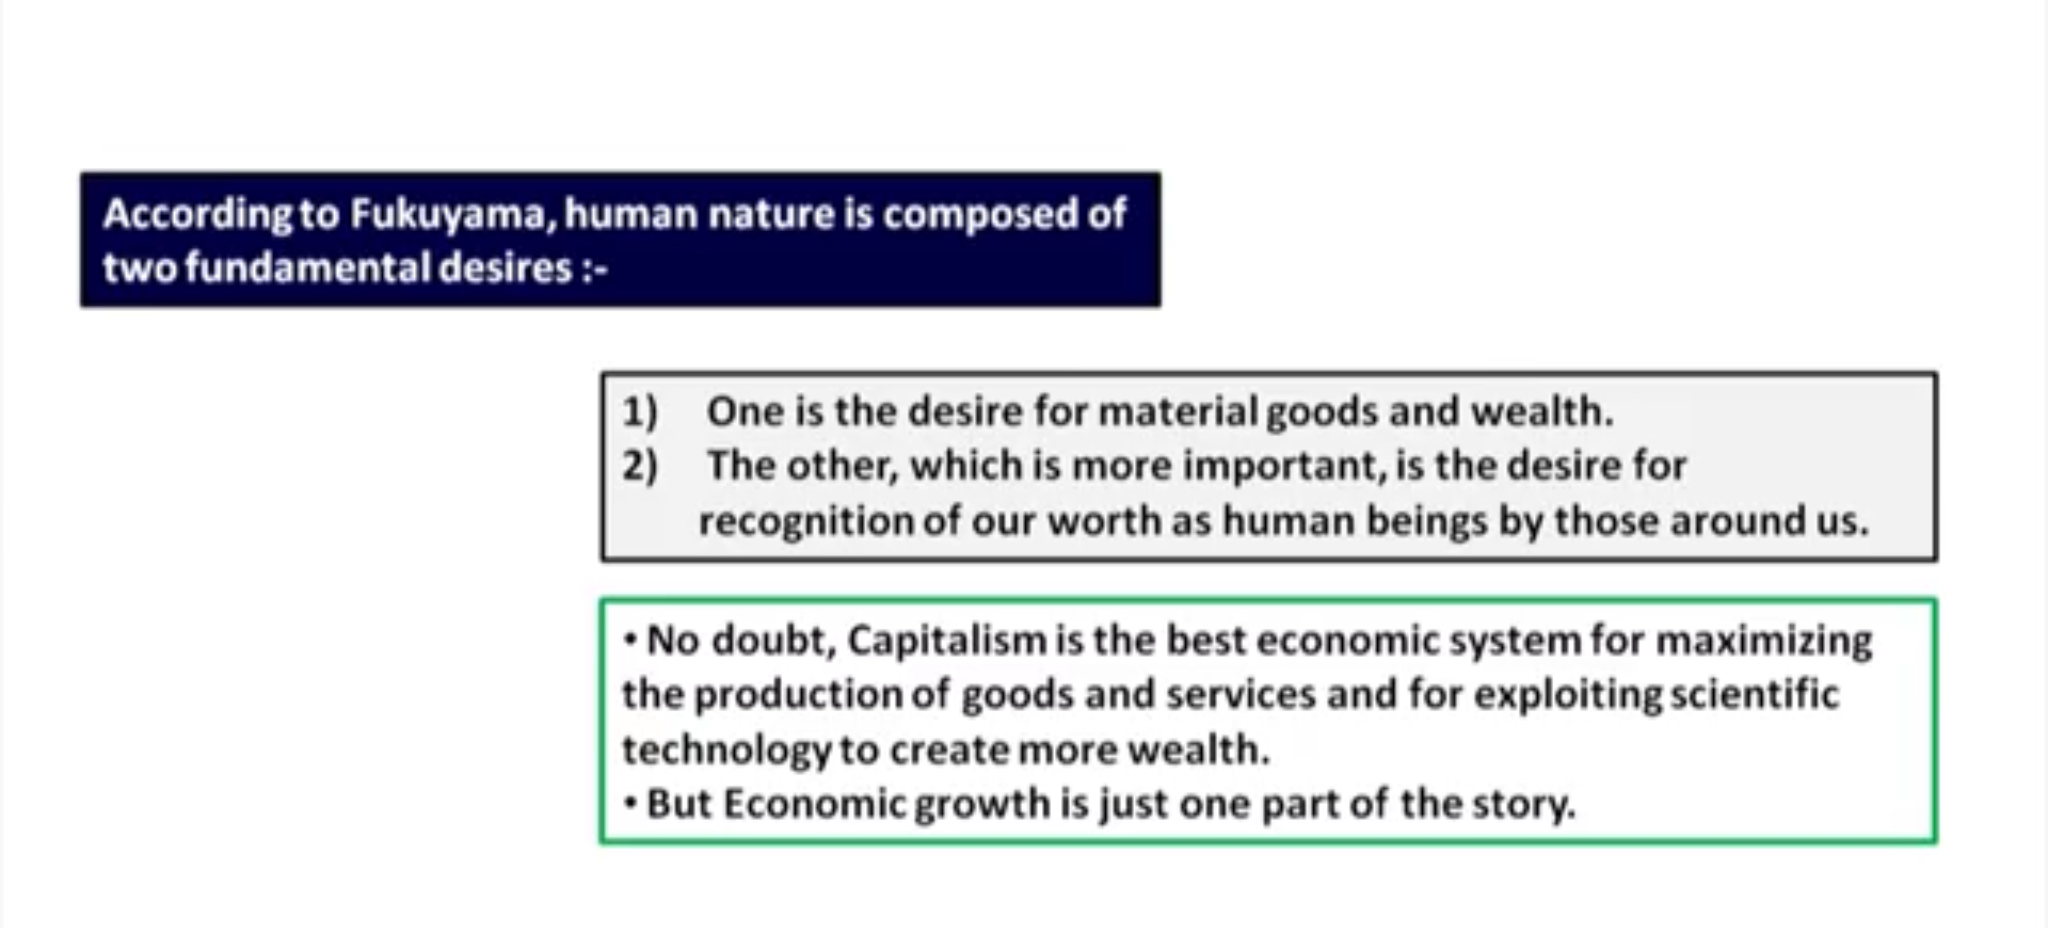 According to Fukuyama, human nature is composed of
two fundamental desires :-
1) One is the desire for material goods and wealth.
2) The other, which is more important, is the desire for
recognition of our worth as human beings by those around us.
• No doubt, Capitalism is the best economic system for maximizing
the production of goods and services and for exploiting scientific
technology to create more wealth.
• But Economic growth is just one part of the story.